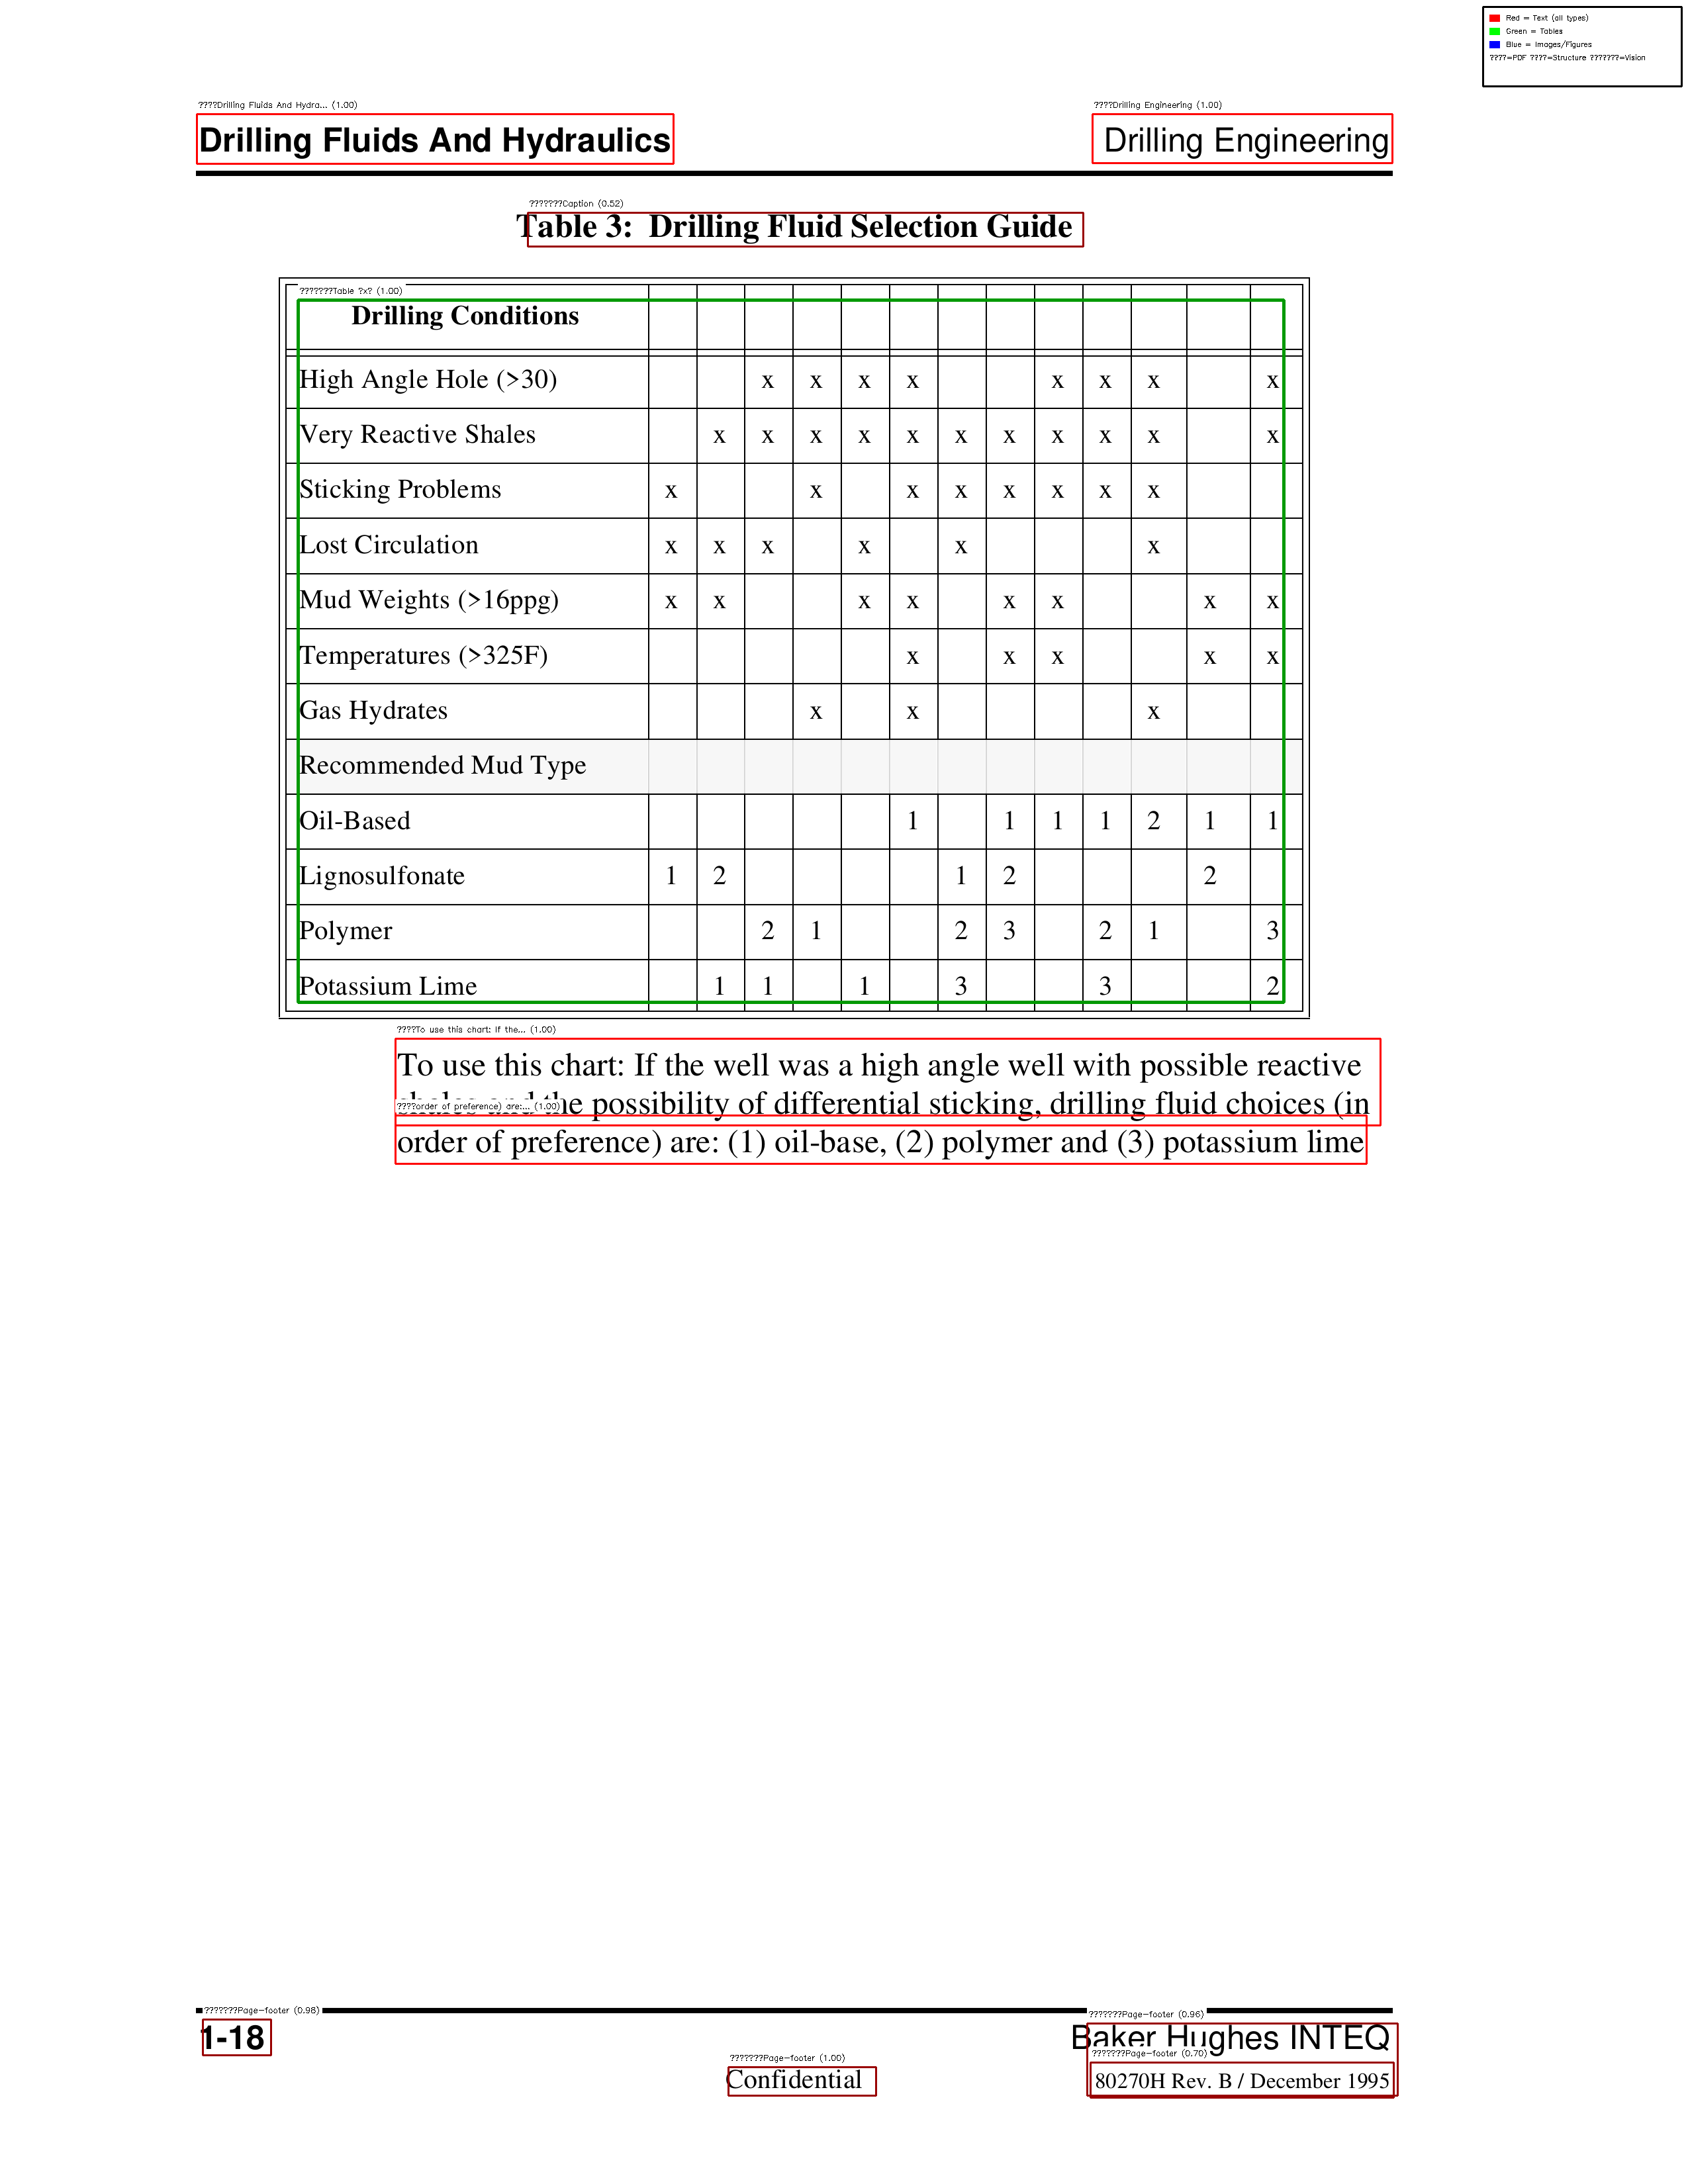 Red = Text (all types)
Green = Tables
Blue = Images/Figures
????=PDF ????=Structure ???????=Vision
????Drilling Fluids And Hydra... (1.00)
????Drilling Engineering (1.00)
Drilling Fluids And Hydraulics Drilling Engineering
???????Caption (0.52)
Table 3: Drilling Fluid Selection Guide
???????Table ?x? (1.00)
Drilling Conditions
High Angle Hole (>30) x x x x x x x x
Very Reactive Shales x x x x x x x x x x x
Sticking Problems x x x x x x x x
Lost Circulation x x x x x x
Mud Weights (>16ppg) x x x x x x x x
Temperatures (>325F) x x x x x
Gas Hydrates x x x
Recommended Mud Type
Oil-Based 1 1 1 1 2 1 1
Lignosulfonate 1 2 1 2 2
Polymer 2 1 2 3 2 1 3
Potassium Lime 1 1 1 3 3 2
????To use this chart: If the... (1.00)
To use this chart: If the well was a high angle well with possible reactive
the possibility of differential sticking, drilling fluid choices (in
????order of preference) are:... (1.00)
order of preference) are: (1) oil-base, (2) polymer and (3) potassium lime
???????Page-footer (0.98)
???????Page-footer (0.96)
1-18 Baker Hughes INTEQ
???????Page-footer (1.00)
???????Page-footer (0.70)
Confidential 80270H Rev. B / December 1995